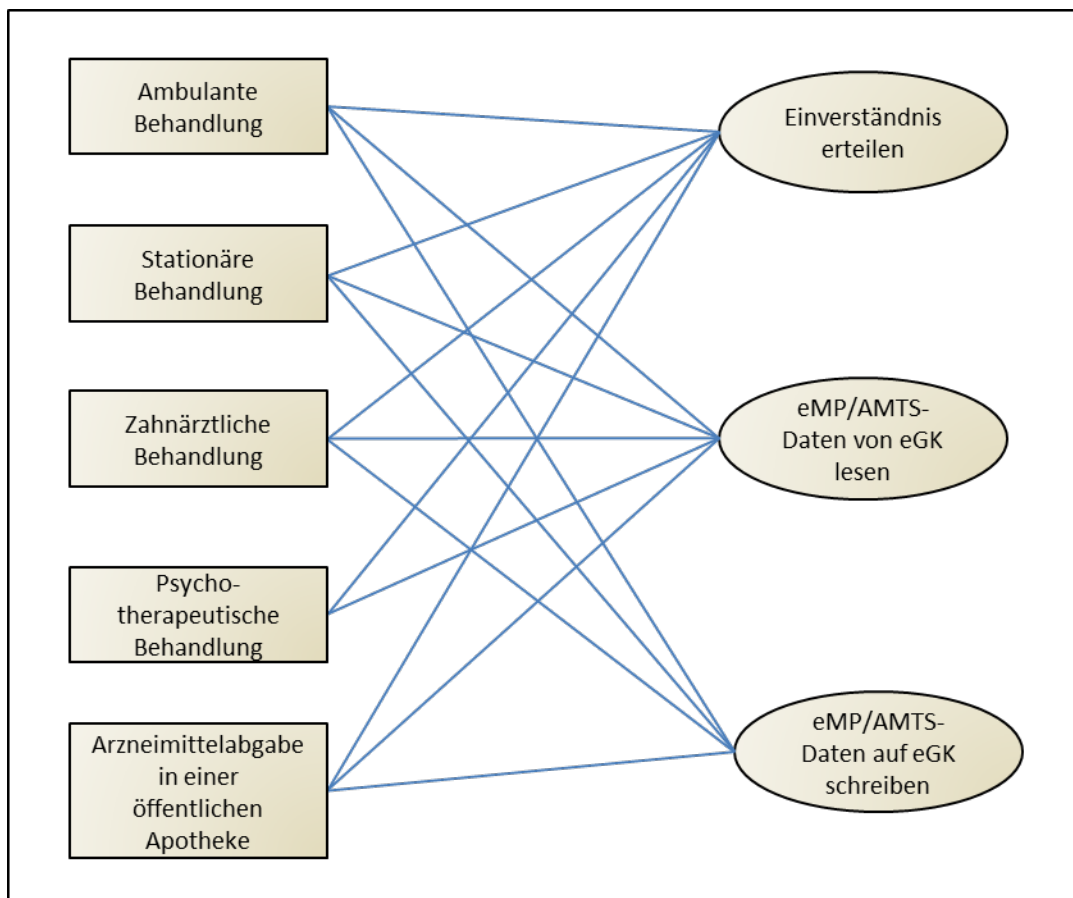 Ambulante
Behandlung
Stationäre
Behandlung
Zahnärztliche
Behandlung
Psycho-
therapeutische
Behandlung
Arzneimittelabgabe
in einer
öffentlichen
Apotheke
Einverständnis
erteilen
eMP/AMTS-
Daten von eGK
lesen
eMP/AMTS-
Daten auf eGK
schreiben